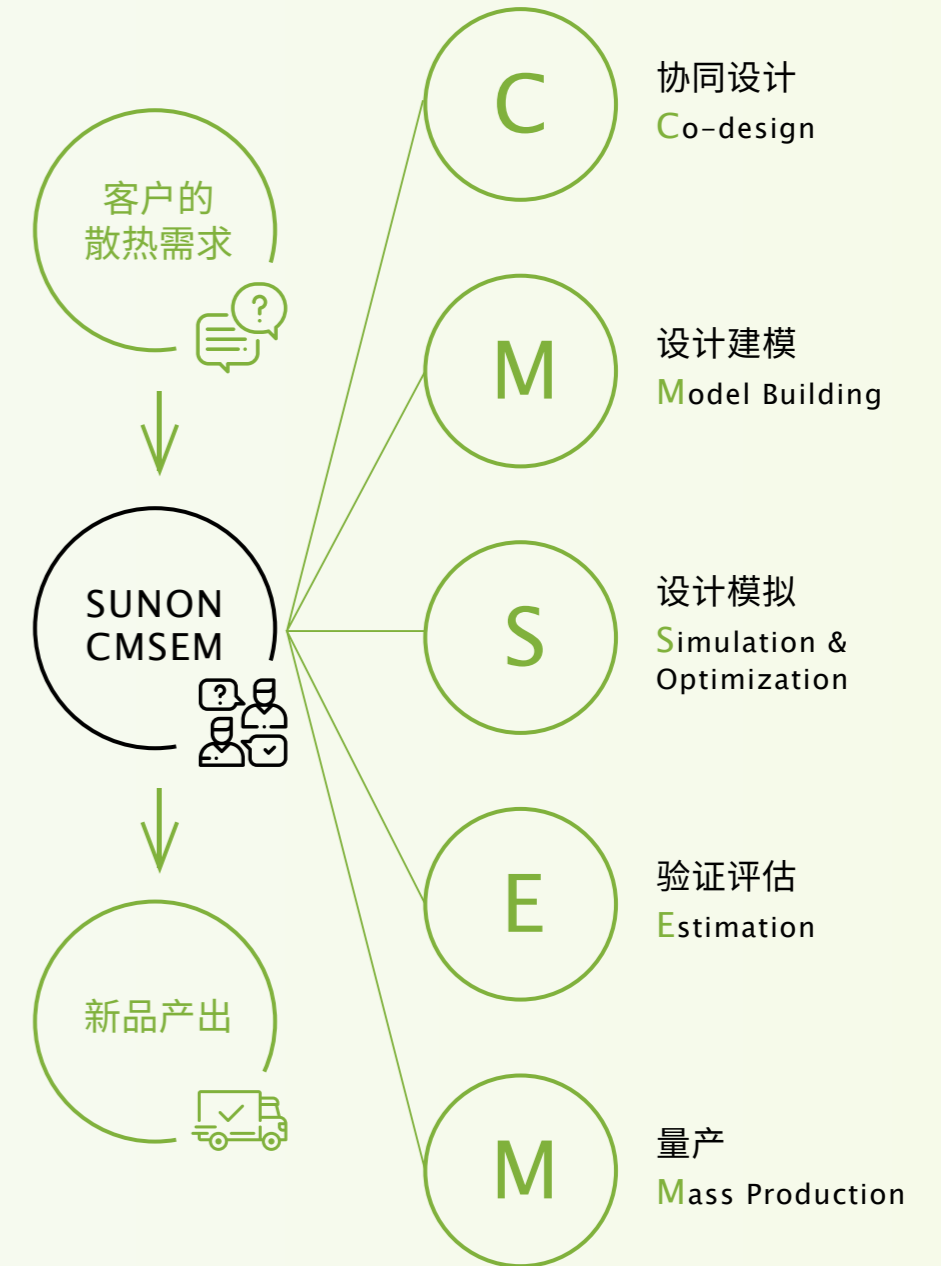 客户的
散热需求
?
SUNON
CMSEM
?
新品产出
C
协同设计
Co-design
M
设计建模
Model Building
S
设计模拟
Simulation &
Optimization
E
验证评估
Estimation
M
量产
Mass Production